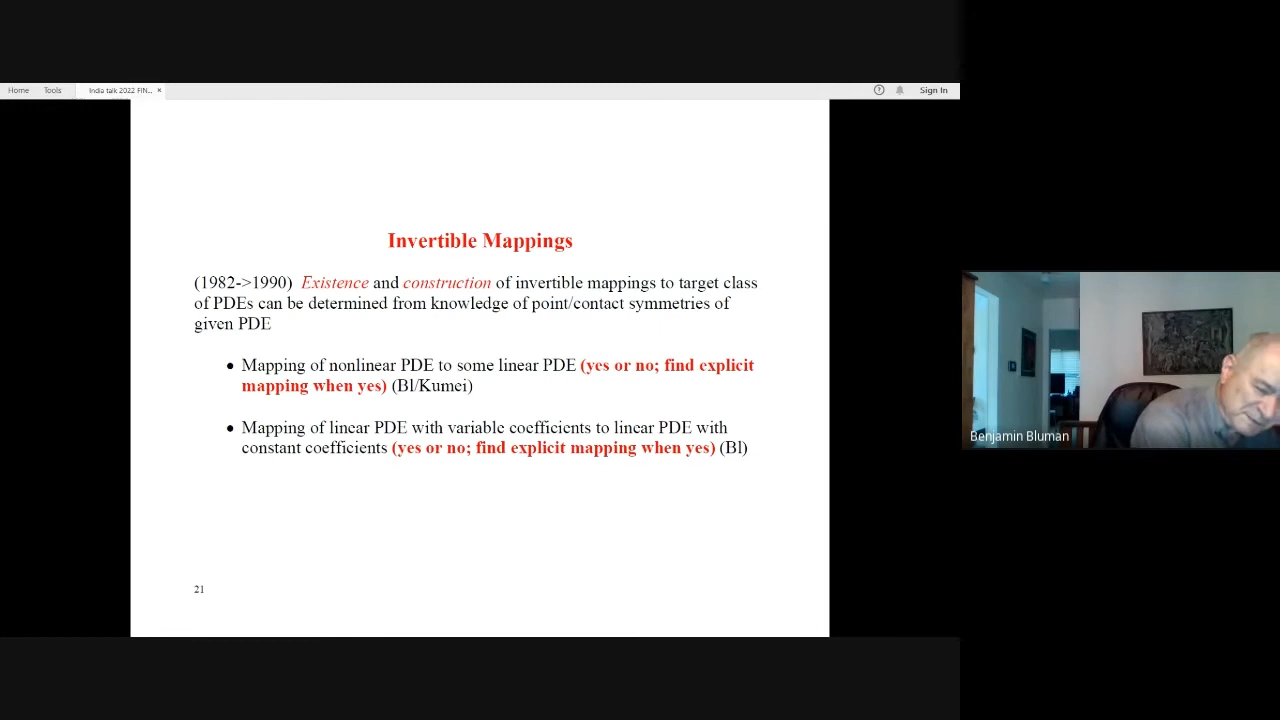 Home Tools India talk 2022 FIN... × Sign In
Invertible Mappings
(1982->1990) Existence and construction of invertible mappings to target class
of PDEs can be determined from knowledge of point/contact symmetries of
given PDE
• Mapping of nonlinear PDE to some linear PDE (yes or no; find explicit
mapping when yes) (Bl/Kumei)
• Mapping of linear PDE with variable coefficients to linear PDE with
constant coefficients (yes or no; find explicit mapping when yes) (Bl)
21
Benjamin Bluman